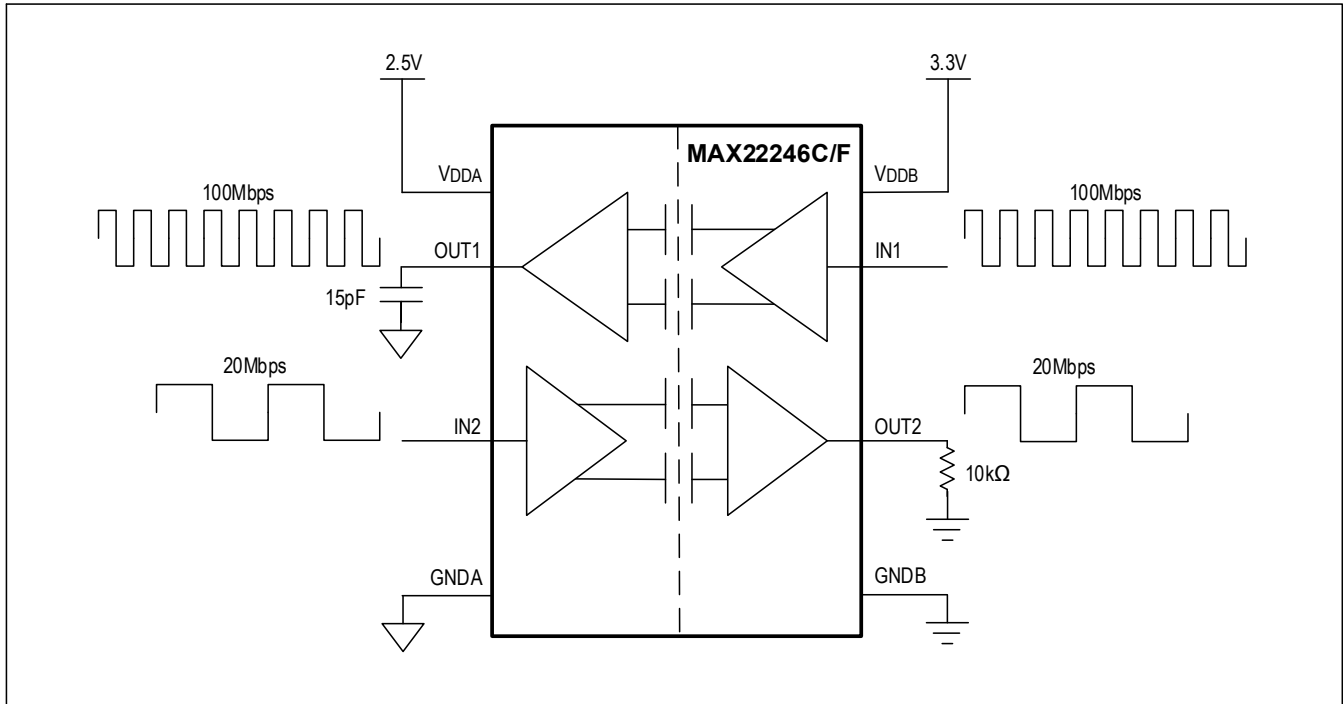 2.5V
3.3V
MAX22246C/F
VDDA
VDDB
100Mbps
100Mbps
OUT1
IN1
15pF
20Mbps
20Mbps
IN2
OUT2
10kΩ
GNDA
GNDB